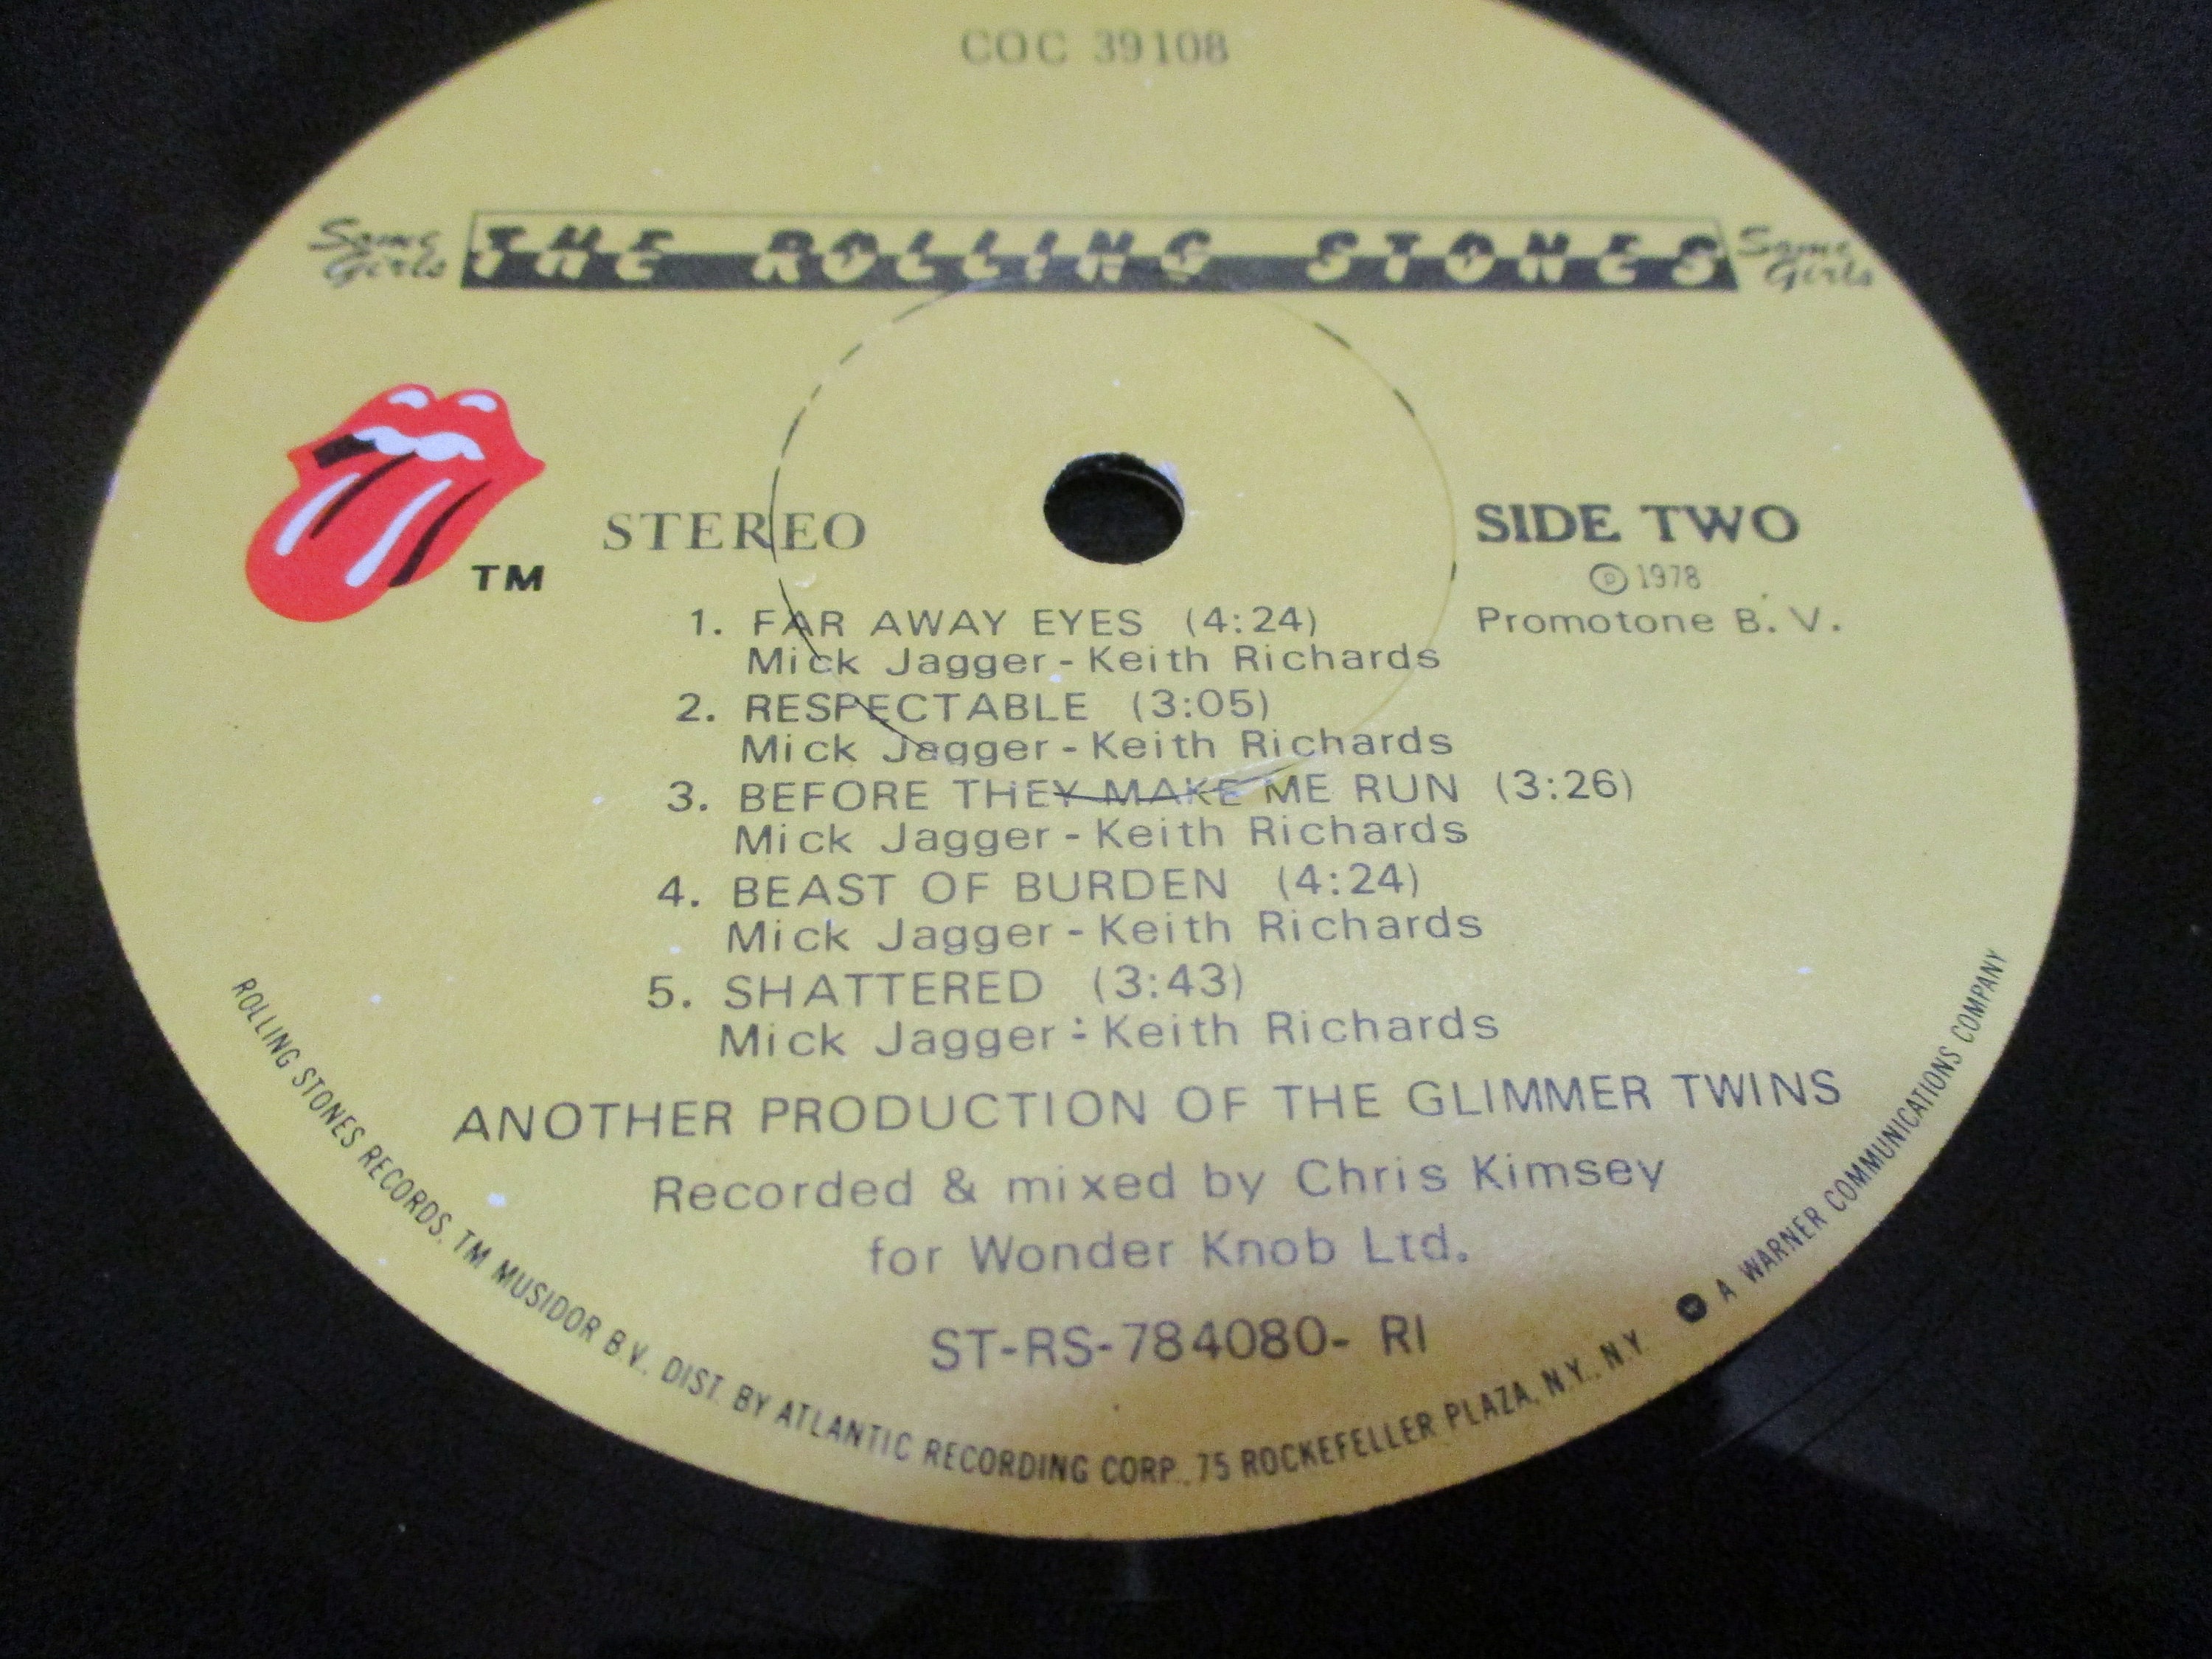 COC 39108
Some Girls THE ROLLING STONES Some Girls
TM
STEREO
SIDE TWO
Ⓟ 1978
Promotone B. V.
1. FAR AWAY EYES (4:24)
Mick Jagger - Keith Richards
2. RESPECTABLE (3:05)
Mick Jagger - Keith Richards
3. BEFORE THEY MAKE ME RUN (3:26)
Mick Jagger - Keith Richards
4. BEAST OF BURDEN (4:24)
Mick Jagger - Keith Richards
5. SHATTERED (3:43)
Mick Jagger - Keith Richards
ANOTHER PRODUCTION OF THE GLIMMER TWINS
Recorded & mixed by Chris Kimsey
for Wonder Knob Ltd.
ST-RS-784080- RI
ROLLING STONES RECORDS, TM MUSIDOR B.V. DIST. BY ATLANTIC RECORDING CORP., 75 ROCKEFELLER PLAZA, N.Y., N.Y. A WARNER COMMUNICATIONS COMPANY